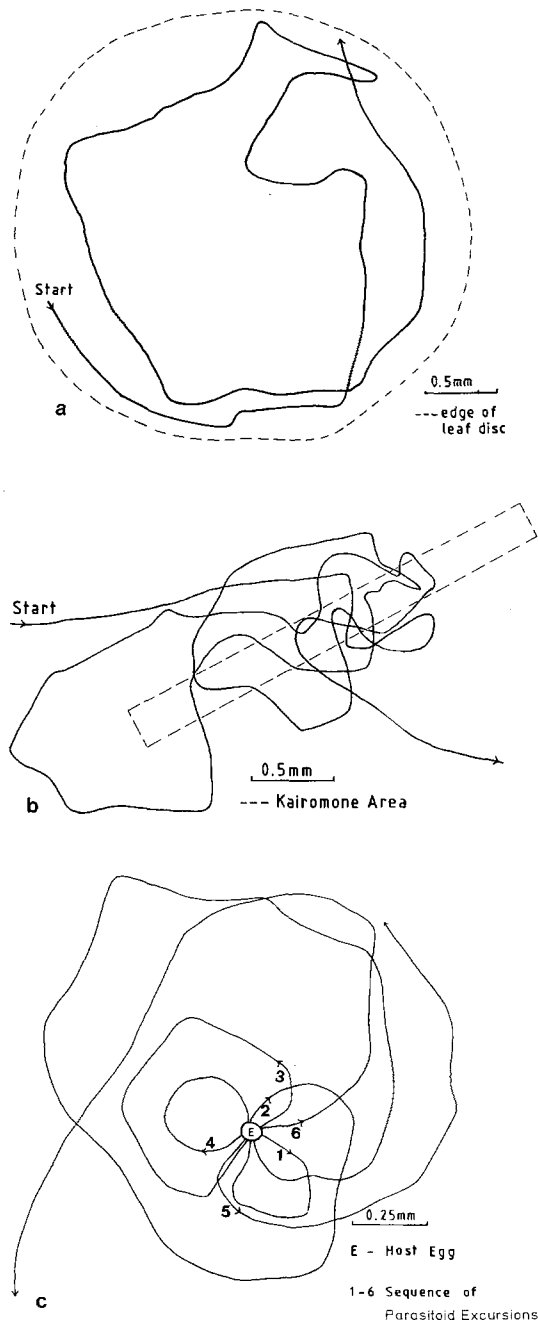 Start
0.5mm
a
---edge of
leaf disc
Start
0.5mm
b
--- Kairomone Area
3
2
E
6
4
1
5
0.25mm
E - Host Egg
c
1-6 Sequence of
Parasitoid Excursions